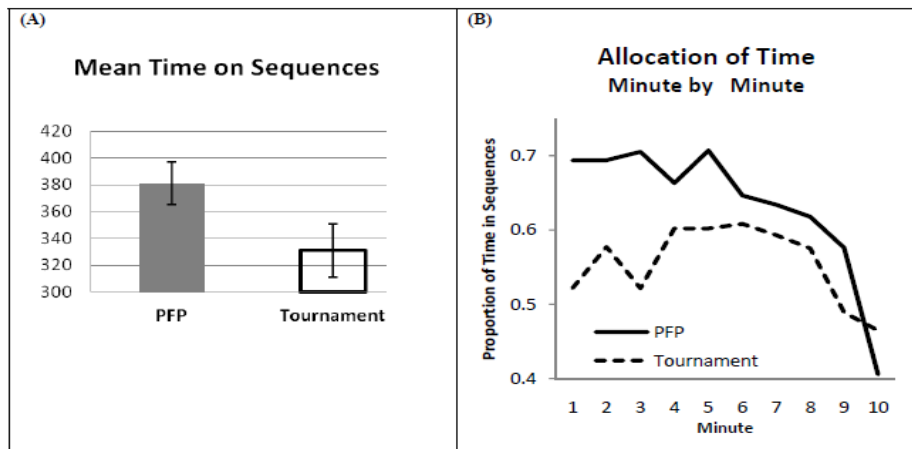 (A)
Mean Time on Sequences
420
400
380
360
340
320
300
PFP
Tournament
(B)
Allocation of Time
Minute by Minute
Proportion of Time in Sequences
0.7
0.6
0.5
0.4
PFP
Tournament
1 2 3 4 5 6 7 8 9 10
Minute